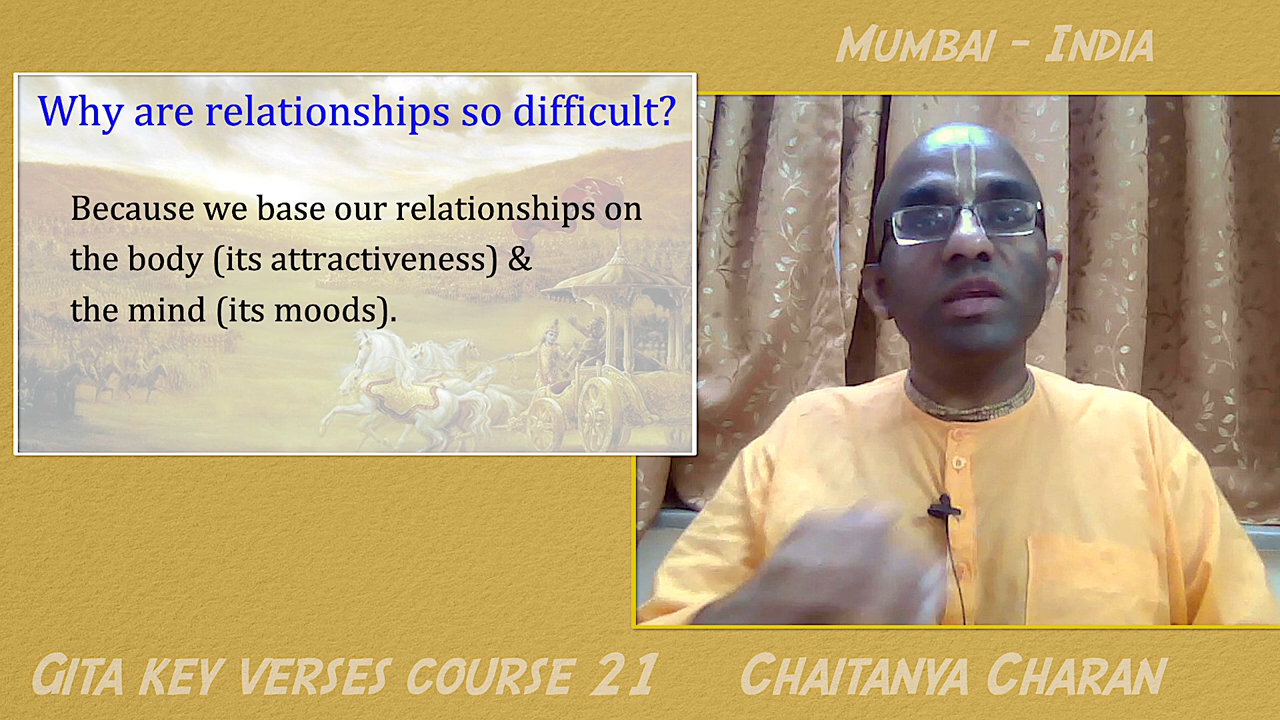 Mumbai - India
Why are relationships so difficult?
Because we base our relationships on
the body (its attractiveness) &
the mind (its moods).
Gita key verses course 21
Chaitanya Charan